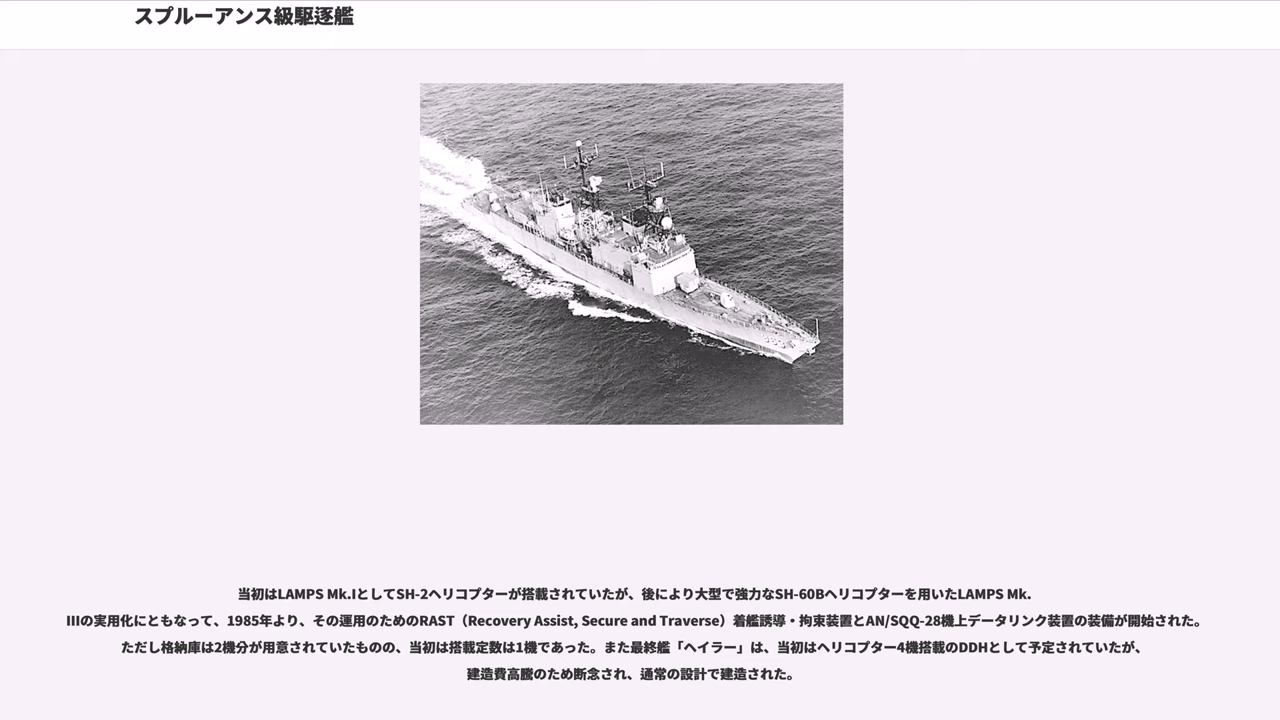 スプルーアンス級駆逐艦
当初はLAMPS Mk.IとしてSH-2ヘリコプターが搭載されていたが、後により大型で強力なSH-60Bヘリコプターを用いたLAMPS Mk.
IIIの実用化にともなって、1985年より、その運用のためのRAST（Recovery Assist, Secure and Traverse）着艦誘導・拘束装置とAN/SQQ-28機上データリンク装置の装備が開始された。
ただし格納庫は2機分が用意されていたものの、当初は搭載定数は1機であった。また最終艦「ヘイラー」は、当初はヘリコプター4機搭載のDDHとして予定されていたが、
建造費高騰のため断念され、通常の設計で建造された。